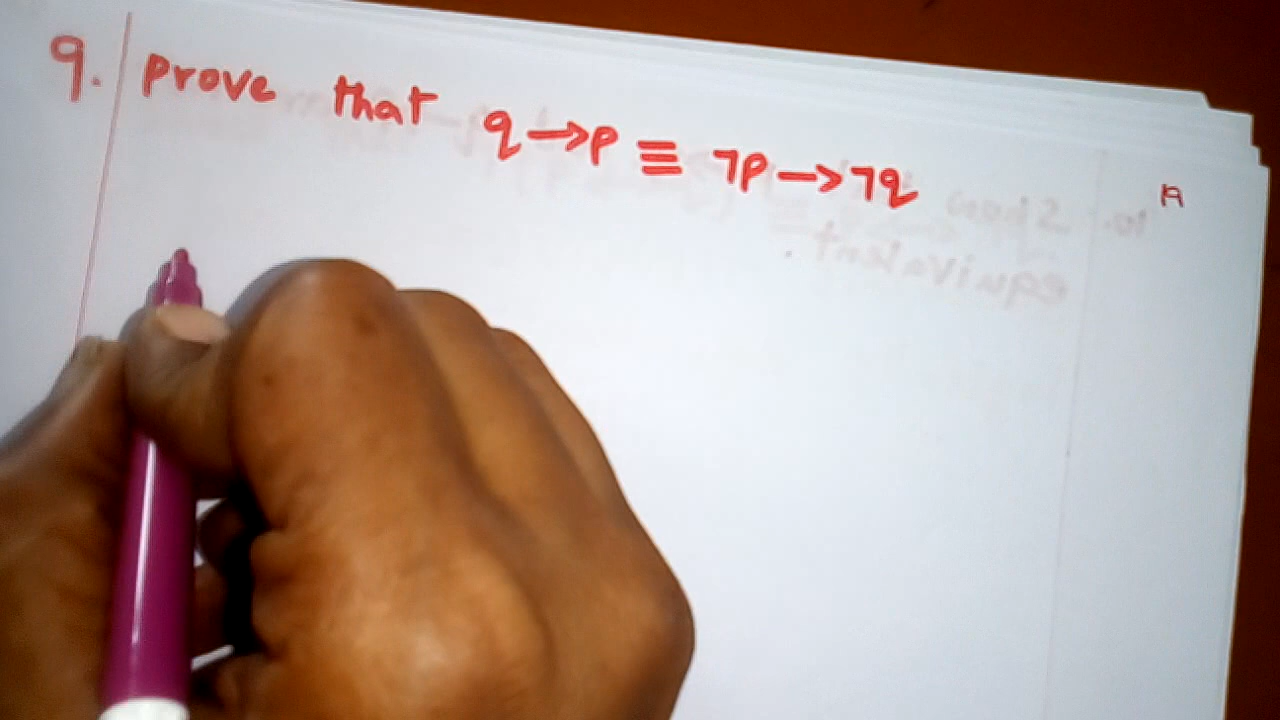 9. prove that q→p ≡ ¬p→¬q